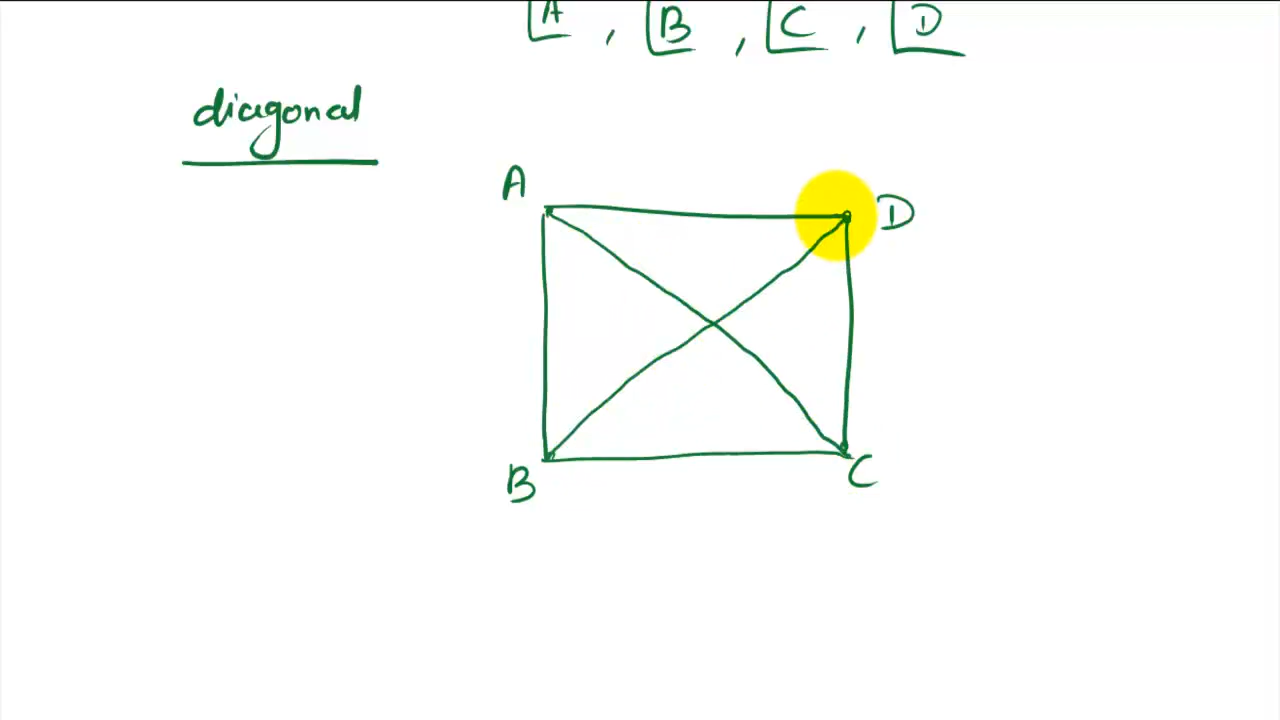 ∠A , ∠B , ∠C , ∠D
diagonal
A
D
B
C